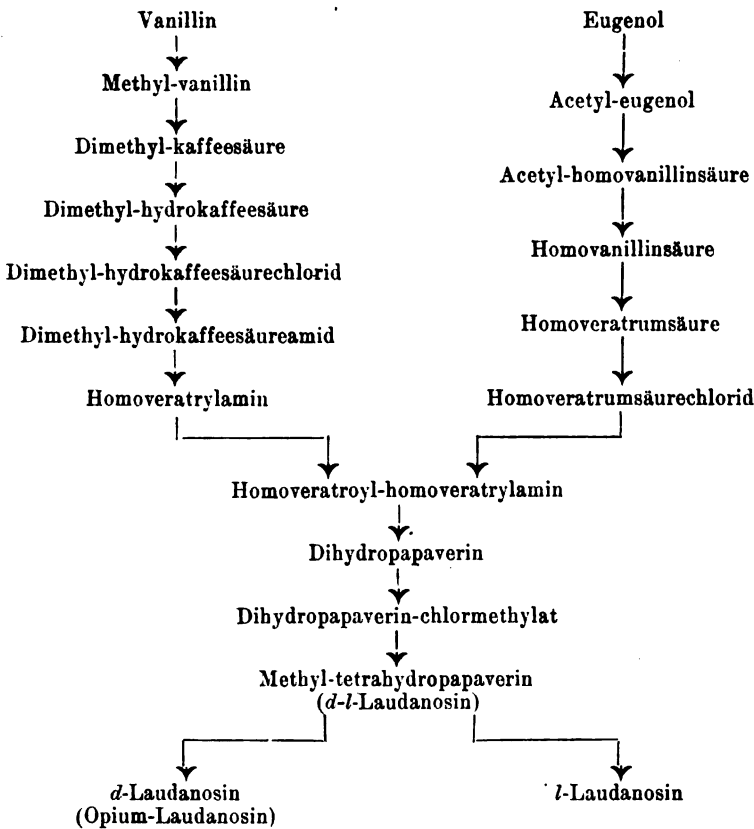 Vanillin
Methyl-vanillin
Dimethyl-kaffeesäure
Dimethyl-hydrokaffeesäure
Dimethyl-hydrokaffeesäurechlorid
Dimethyl-hydrokaffeesäureamid
Homoveratrylamin
Eugenol
Acetyl-eugenol
Acetyl-homovanillinsäure
Homovanillinsäure
Homoveratrumsäure
Homoveratrumsäurechlorid
Homoveratroyl-homoveratrylamin
Dihydropapaverin
Dihydropapaverin-chlormethylat
Methyl-tetrahydropapaverin
(d-l-Laudanosin)
d-Laudanosin
(Opium-Laudanosin)
l-Laudanosin